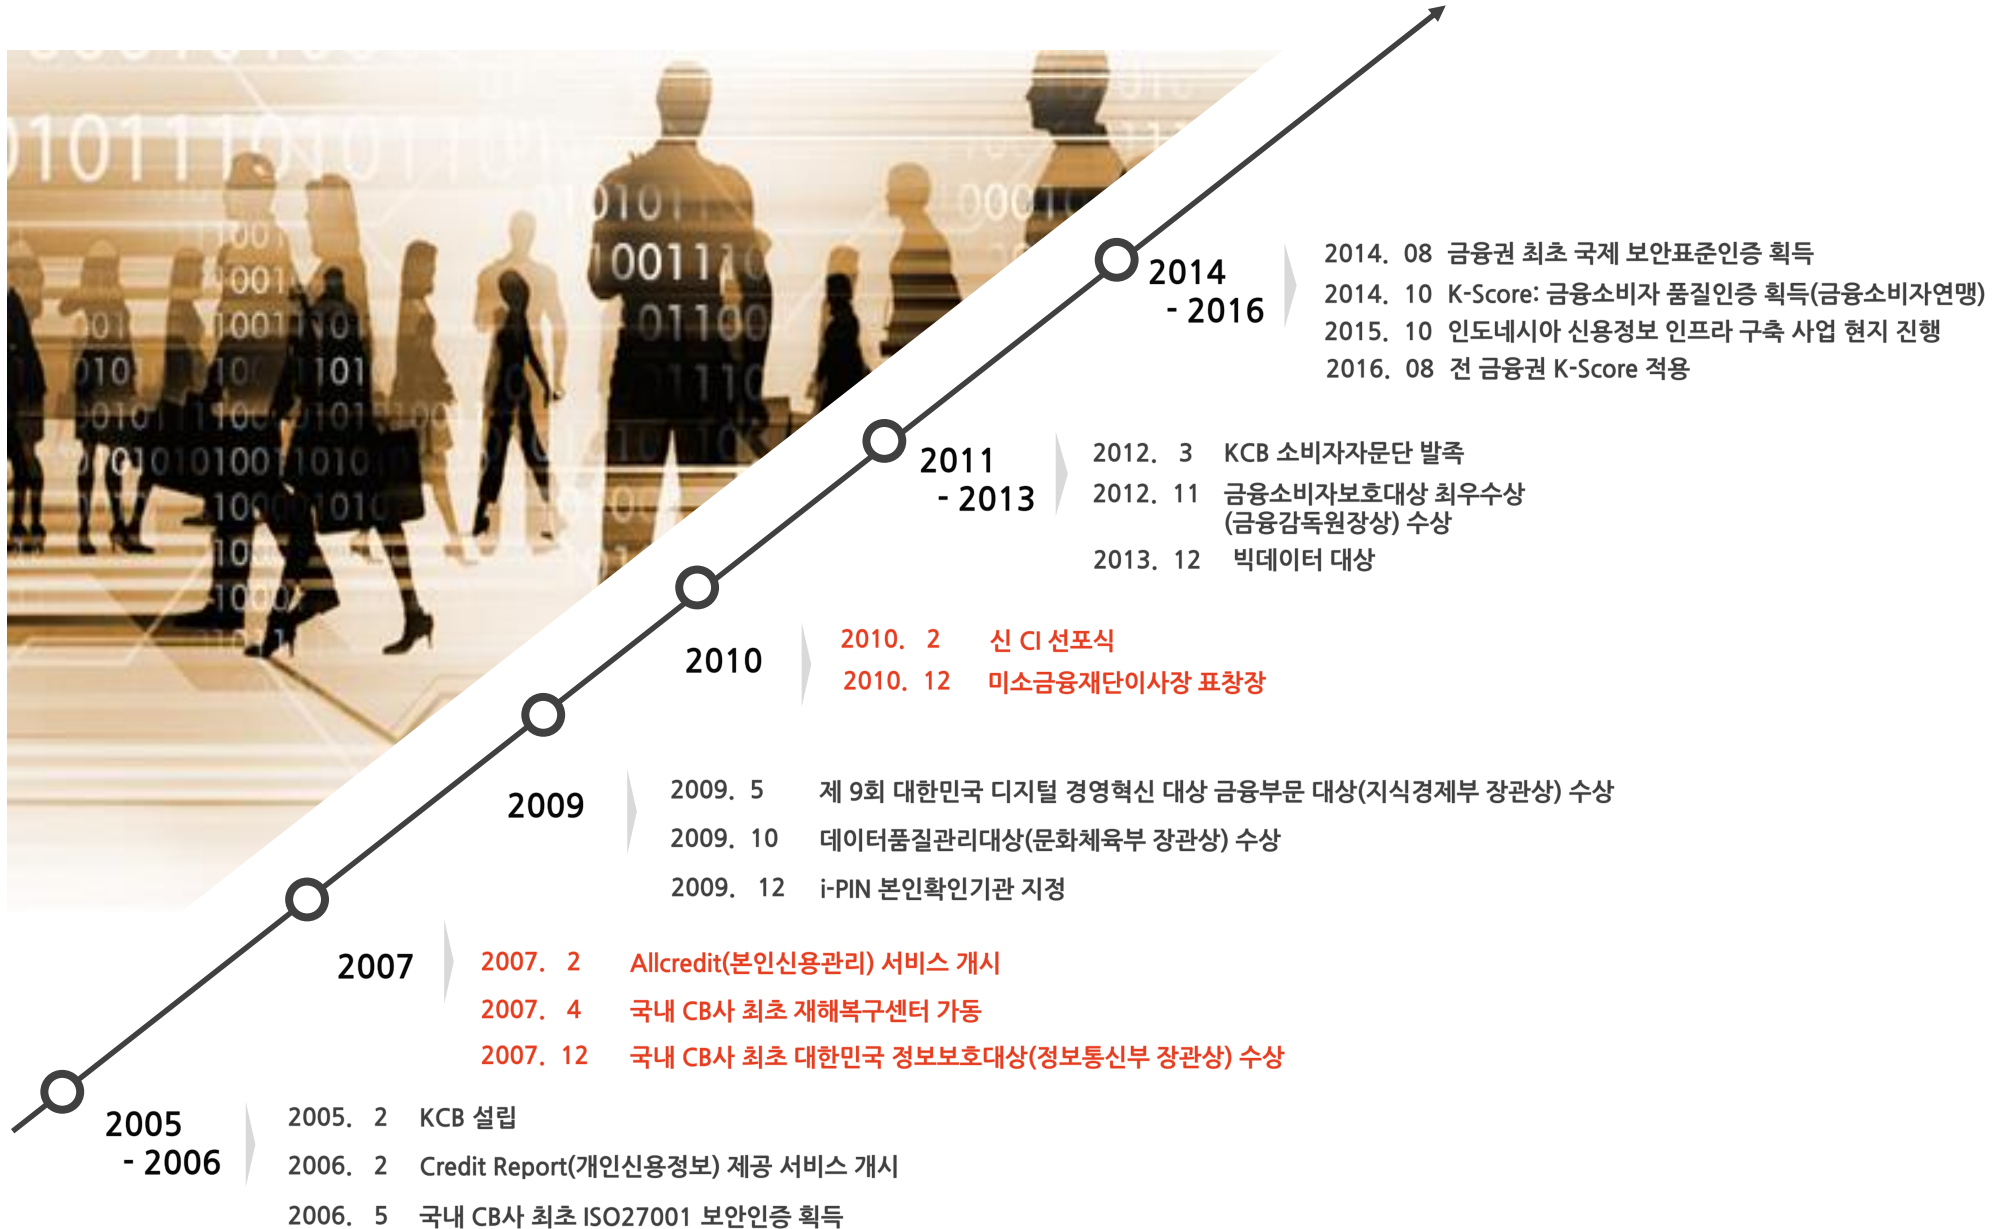 2014
- 2016
2014. 08 금융권 최초 국제 보안표준인증 획득
2014. 10 K-Score: 금융소비자 품질인증 획득(금융소비자연맹)
2015. 10 인도네시아 신용정보 인프라 구축 사업 현지 진행
2016. 08 전 금융권 K-Score 적용
2011
- 2013
2012. 3 KCB 소비자자문단 발족
2012. 11 금융소비자보호대상 최우수상
(금융감독원장상) 수상
2013. 12 빅데이터 대상
2010
2010. 2 신 CI 선포식
2010. 12 미소금융재단이사장 표창장
2009
2009. 5 제 9회 대한민국 디지털 경영혁신 대상 금융부문 대상(지식경제부 장관상) 수상
2009. 10 데이터품질관리대상(문화체육부 장관상) 수상
2009. 12 i-PIN 본인확인기관 지정
2007
2007. 2 Allcredit(본인신용관리) 서비스 개시
2007. 4 국내 CB사 최초 재해복구센터 가동
2007. 12 국내 CB사 최초 대한민국 정보보호대상(정보통신부 장관상) 수상
2005
- 2006
2005. 2 KCB 설립
2006. 2 Credit Report(개인신용정보) 제공 서비스 개시
2006. 5 국내 CB사 최초 ISO27001 보안인증 획득